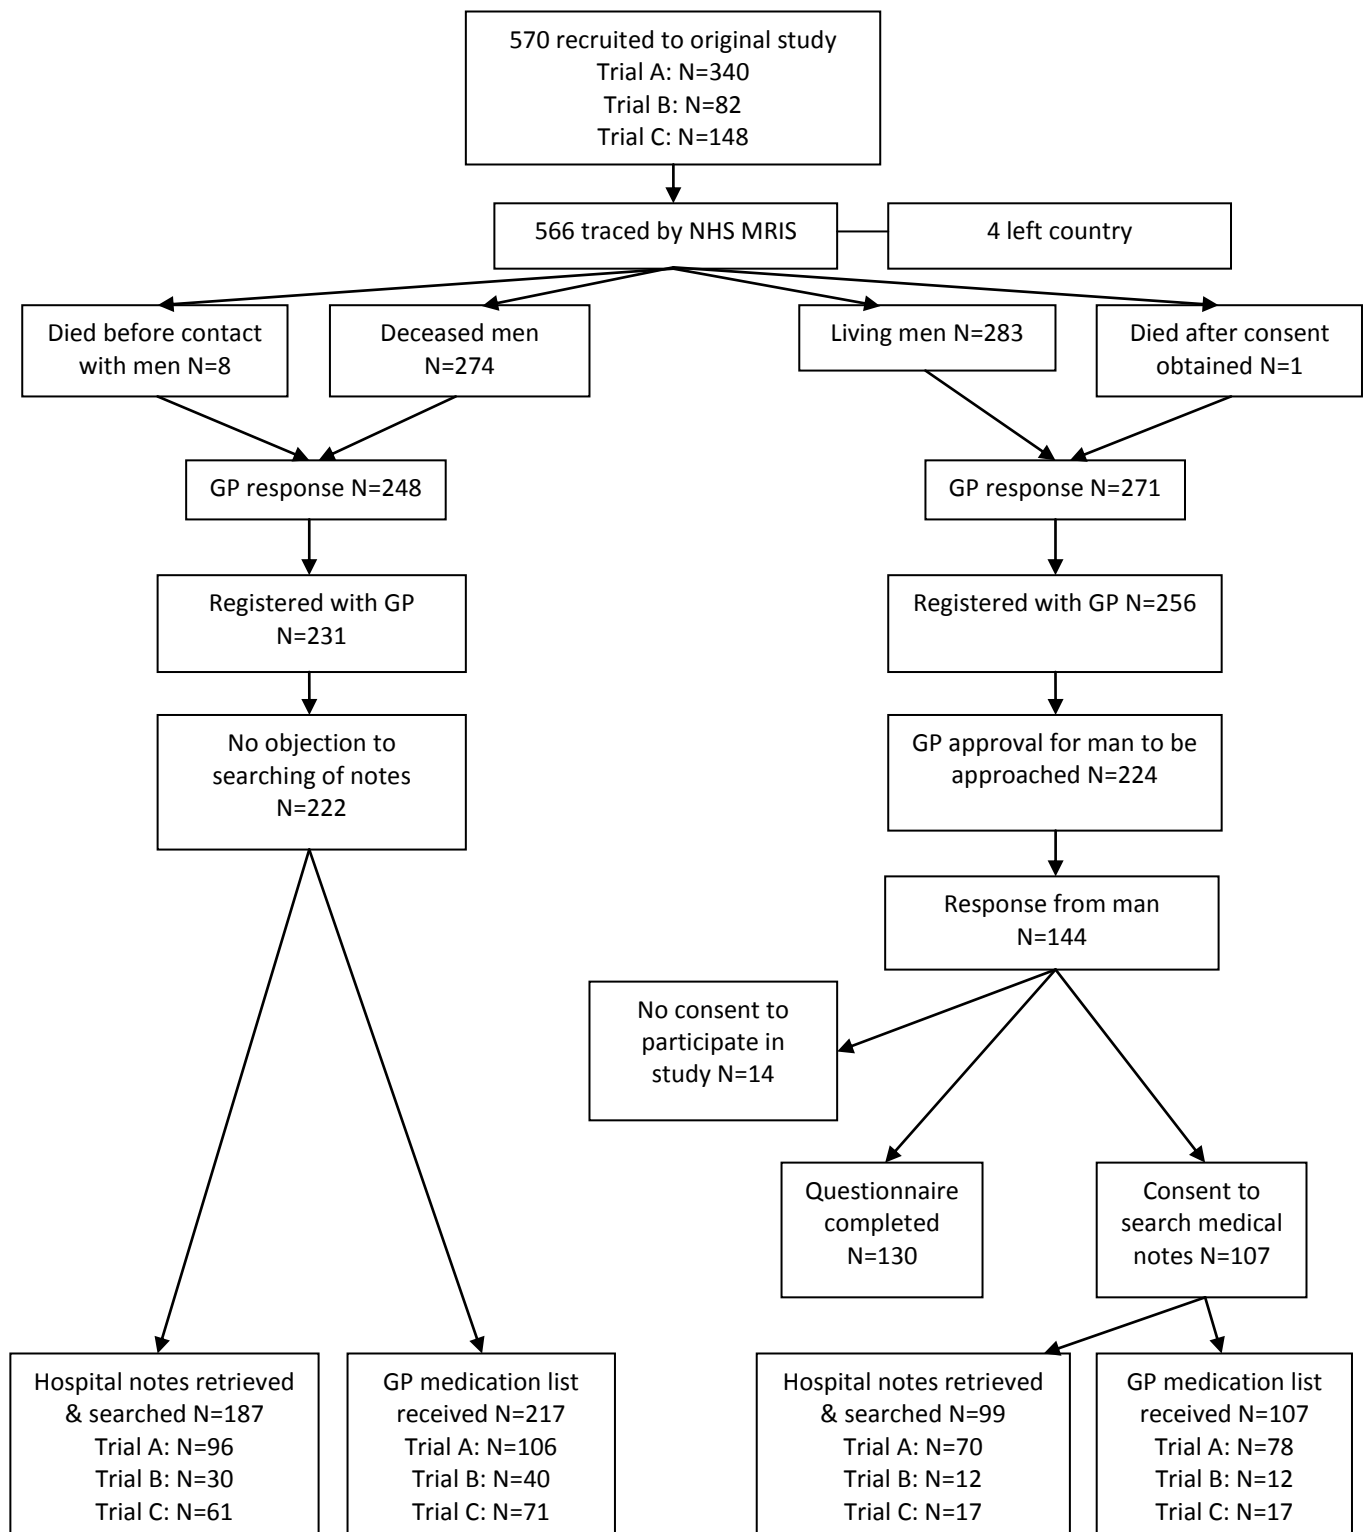 570 recruited to original study
Trial A: N=340
Trial B: N=82
Trial C: N=148
566 traced by NHS MRIS
4 left country
Died before contact
with men N=8
Deceased men
N=274
Living men N=283
Died after consent
obtained N=1
GP response N=248
GP response N=271
Registered with GP
N=231
Registered with GP N=256
No objection to
searching of notes
N=222
GP approval for man to be
approached N=224
Response from man
N=144
No consent to
participate in
study N=14
Questionnaire
completed
N=130
Consent to
search medical
notes N=107
Hospital notes retrieved
& searched N=187
Trial A: N=96
Trial B: N=30
Trial C: N=61
GP medication list
received N=217
Trial A: N=106
Trial B: N=40
Trial C: N=71
Hospital notes retrieved
& searched N=99
Trial A: N=70
Trial B: N=12
Trial C: N=17
GP medication list
received N=107
Trial A: N=78
Trial B: N=12
Trial C: N=17